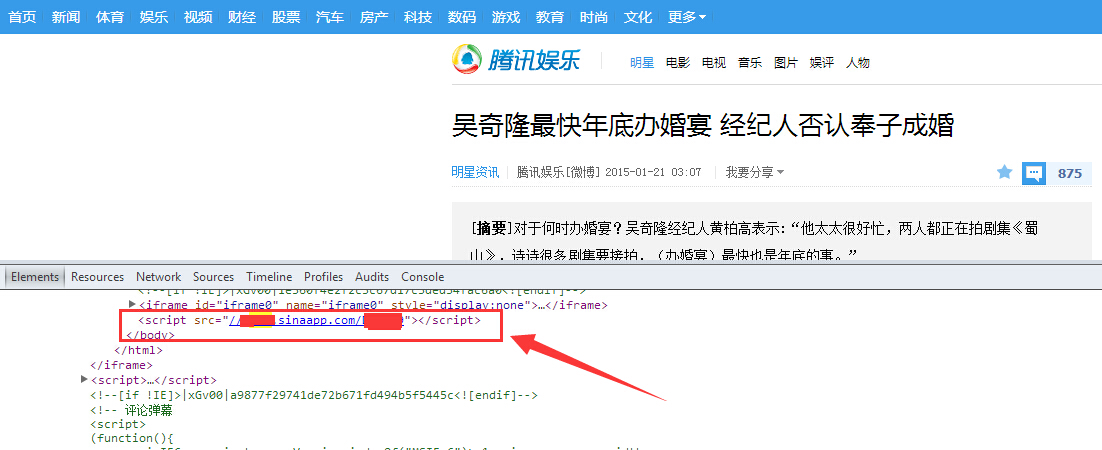 首页 新闻 体育 娱乐 视频 财经 股票 汽车 房产 科技 数码 游戏 教育 时尚 文化 更多
腾讯娱乐 明星 电影 电视 音乐 图片 娱评 人物
吴奇隆最快年底办婚宴 经纪人否认奉子成婚
明星资讯 腾讯娱乐[微博] 2015-01-21 03:07 我要分享 875
[摘要]对于何时办婚宴？吴奇隆经纪人黄柏高表示：“他太太很好忙，两人都正在拍剧集《蜀
山》，诗诗很多剧集要接拍，（办婚宴）最快也是年底的事。”
Elements Resources Network Sources Timeline Profiles Audits Console
<iframe id="iframe0" name="iframe0" style="display:none">…</iframe>
<script src="// .sinaapp.com/ "></script>
</body>
</html>
</iframe>
<script>…</script>
<!--[if !IE]>|xGv00|a9877f29741de72b671fd494b5f5445c<![endif]-->
<!-- 评论弹幕
<script>
(function(){